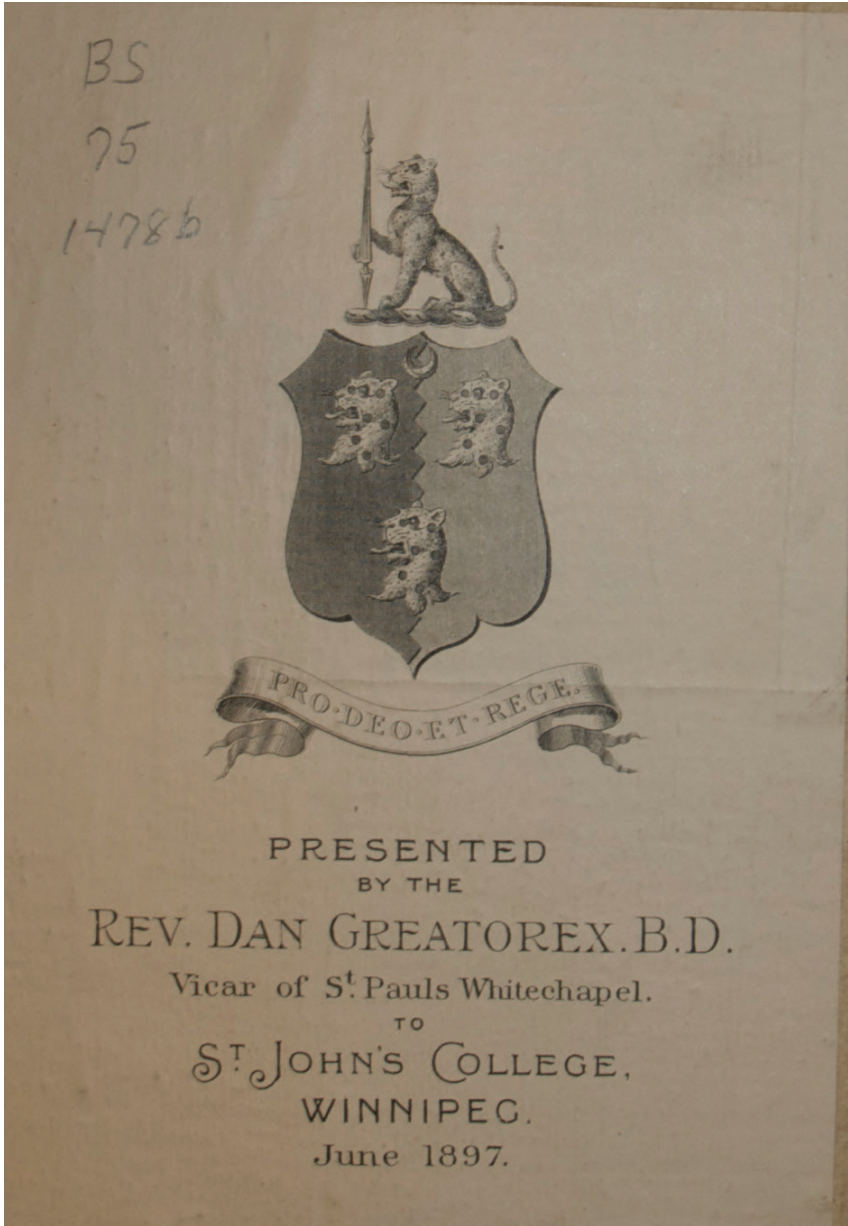 BS
75
1478b
PRO·DEO·ET·REGE.
PRESENTED
BY THE
REV. DAN GREATOREX. B.D.
Vicar of St. Pauls Whitechapel.
TO
ST. JOHN'S COLLEGE,
WINNIPEG.
June 1897.